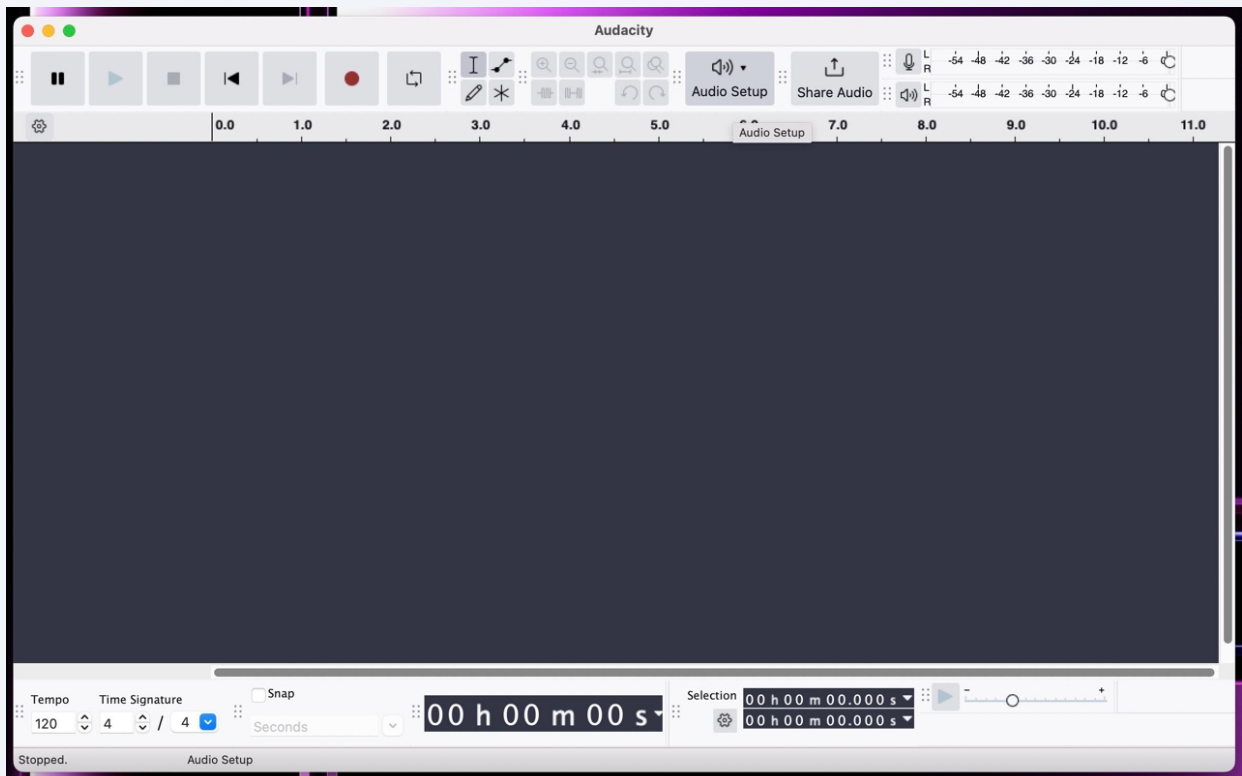 Audacity
L
R -54 -48 -42 -36 -30 -24 -18 -12 -6
Audio Setup
Share Audio
L
R -54 -48 -42 -36 -30 -24 -18 -12 -6
0.0 1.0 2.0 3.0 4.0 5.0 7.0 8.0 9.0 10.0 11.0
Audio Setup
Tempo Time Signature Snap
120 4 / 4 Seconds
00 h 00 m 00 s
Selection 00 h 00 m 00.000 s
00 h 00 m 00.000 s
- +
Stopped. Audio Setup